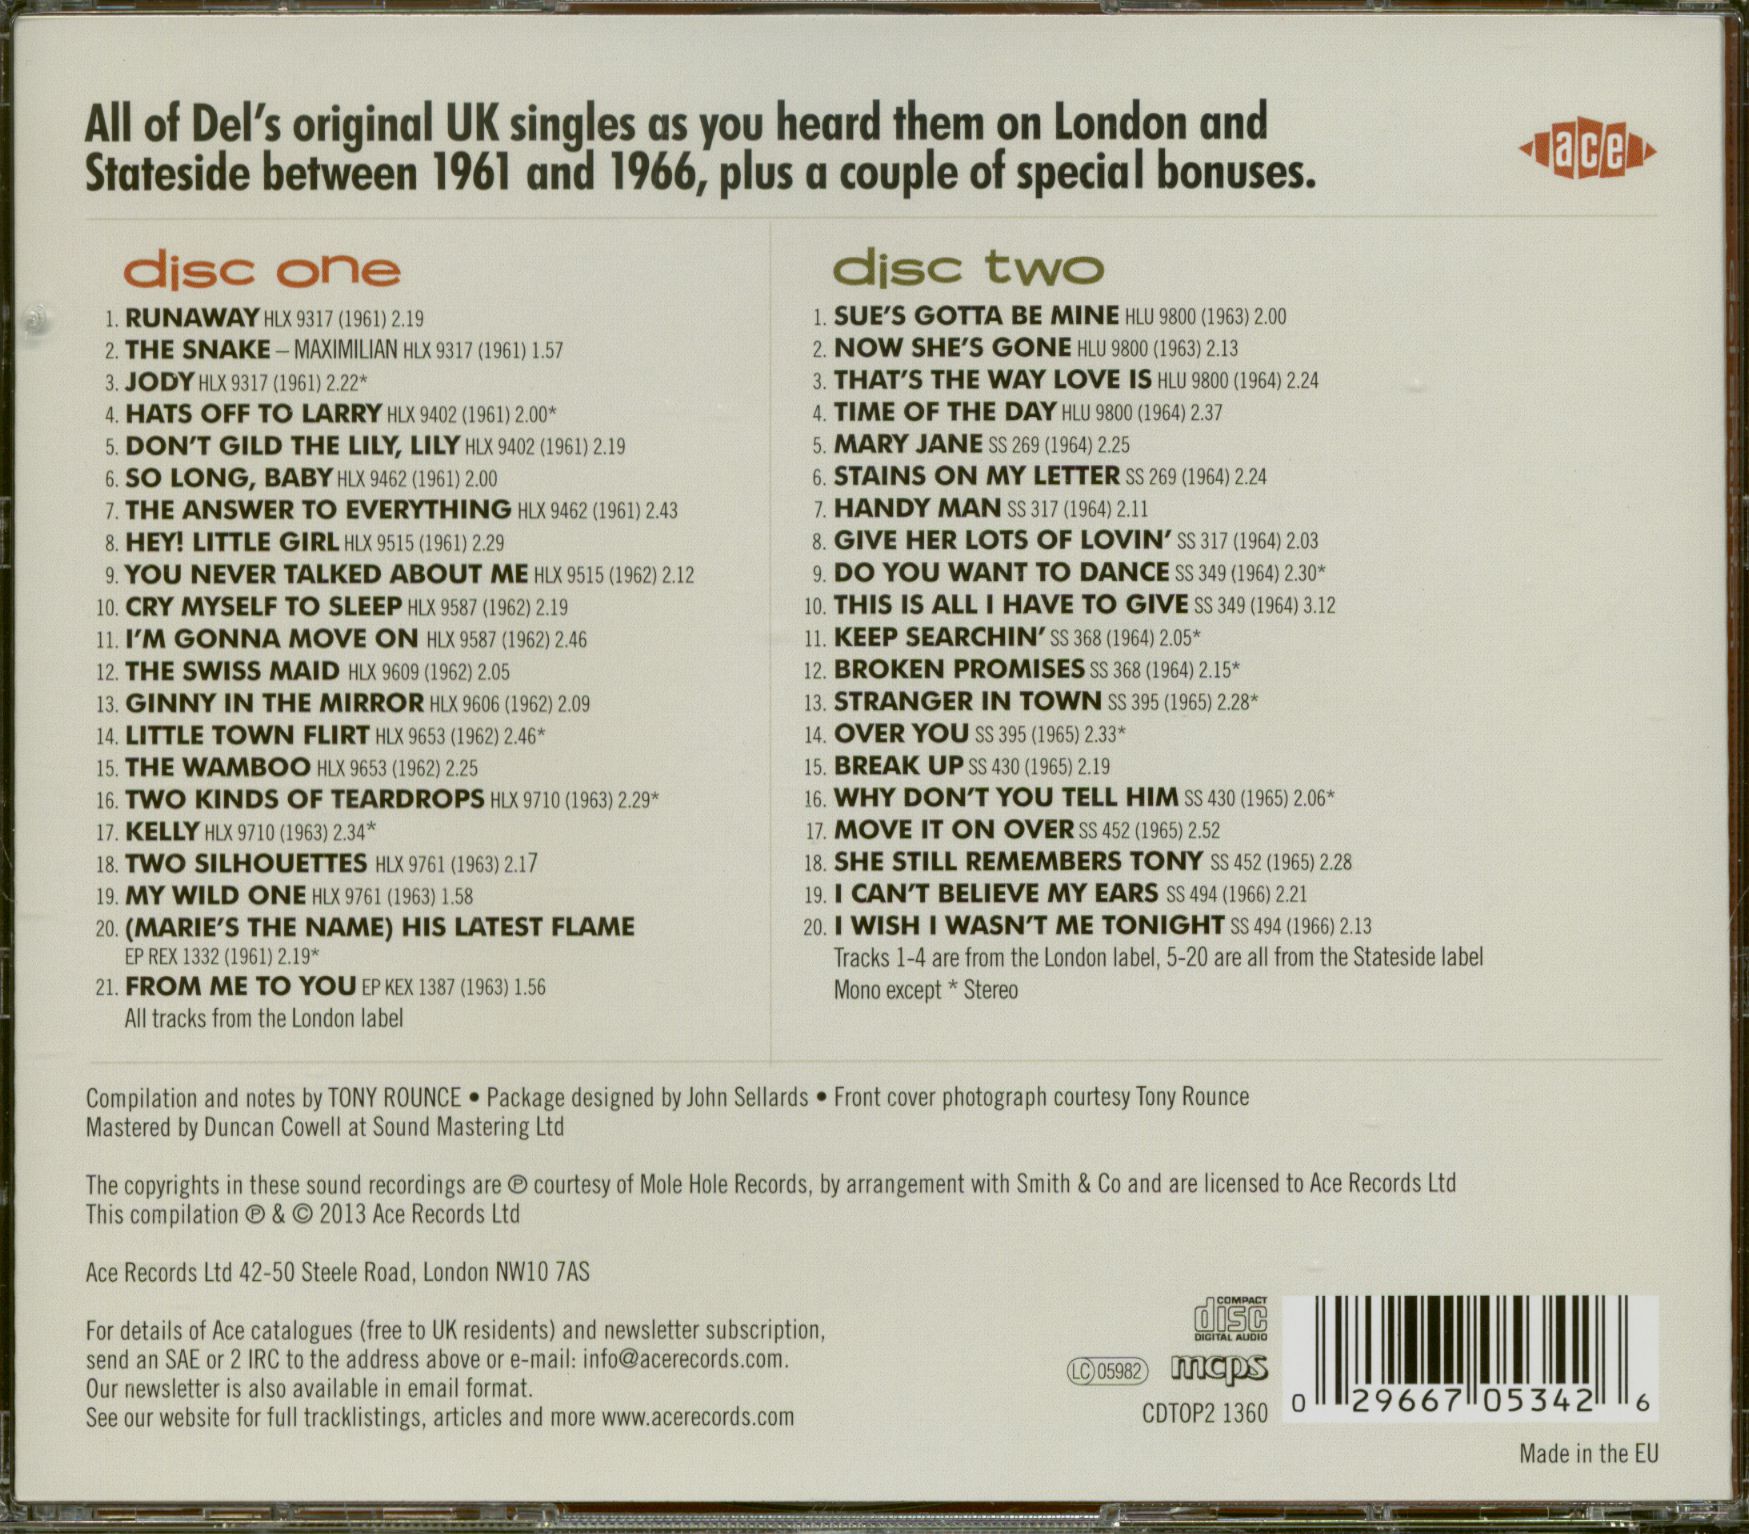 All of Del's original UK singles as you heard them on London and
Stateside between 1961 and 1966, plus a couple of special bonuses.
ace
disc one
1. RUNAWAY HLX 9317 (1961) 2.19
2. THE SNAKE – MAXIMILIAN HLX 9317 (1961) 1.57
3. JODY HLX 9317 (1961) 2.22*
4. HATS OFF TO LARRY HLX 9402 (1961) 2.00*
5. DON'T GILD THE LILY, LILY HLX 9402 (1961) 2.19
6. SO LONG, BABY HLX 9462 (1961) 2.00
7. THE ANSWER TO EVERYTHING HLX 9462 (1961) 2.43
8. HEY! LITTLE GIRL HLX 9515 (1961) 2.29
9. YOU NEVER TALKED ABOUT ME HLX 9515 (1962) 2.12
10. CRY MYSELF TO SLEEP HLX 9587 (1962) 2.19
11. I'M GONNA MOVE ON HLX 9587 (1962) 2.46
12. THE SWISS MAID HLX 9609 (1962) 2.05
13. GINNY IN THE MIRROR HLX 9606 (1962) 2.09
14. LITTLE TOWN FLIRT HLX 9653 (1962) 2.46*
15. THE WAMBOO HLX 9653 (1962) 2.25
16. TWO KINDS OF TEARDROPS HLX 9710 (1963) 2.29*
17. KELLY HLX 9710 (1963) 2.34*
18. TWO SILHOUETTES HLX 9761 (1963) 2.17
19. MY WILD ONE HLX 9761 (1963) 1.58
20. (MARIE'S THE NAME) HIS LATEST FLAME
EP REX 1332 (1961) 2.19*
21. FROM ME TO YOU EP KEX 1387 (1963) 1.56
All tracks from the London label
disc two
1. SUE'S GOTTA BE MINE HLU 9800 (1963) 2.00
2. NOW SHE'S GONE HLU 9800 (1963) 2.13
3. THAT'S THE WAY LOVE IS HLU 9800 (1964) 2.24
4. TIME OF THE DAY HLU 9800 (1964) 2.37
5. MARY JANE SS 269 (1964) 2.25
6. STAINS ON MY LETTER SS 269 (1964) 2.24
7. HANDY MAN SS 317 (1964) 2.11
8. GIVE HER LOTS OF LOVIN' SS 317 (1964) 2.03
9. DO YOU WANT TO DANCE SS 349 (1964) 2.30*
10. THIS IS ALL I HAVE TO GIVE SS 349 (1964) 3.12
11. KEEP SEARCHIN' SS 368 (1964) 2.05*
12. BROKEN PROMISES SS 368 (1964) 2.15*
13. STRANGER IN TOWN SS 395 (1965) 2.28*
14. OVER YOU SS 395 (1965) 2.33*
15. BREAK UP SS 430 (1965) 2.19
16. WHY DON'T YOU TELL HIM SS 430 (1965) 2.06*
17. MOVE IT ON OVER SS 452 (1965) 2.52
18. SHE STILL REMEMBERS TONY SS 452 (1965) 2.28
19. I CAN'T BELIEVE MY EARS SS 494 (1966) 2.21
20. I WISH I WASN'T ME TONIGHT SS 494 (1966) 2.13
Tracks 1-4 are from the London label, 5-20 are all from the Stateside label
Mono except * Stereo
Compilation and notes by TONY ROUNCE • Package designed by John Sellards • Front cover photograph courtesy Tony Rounce
Mastered by Duncan Cowell at Sound Mastering Ltd
The copyrights in these sound recordings are ℗ courtesy of Mole Hole Records, by arrangement with Smith & Co and are licensed to Ace Records Ltd
This compilation ℗ & © 2013 Ace Records Ltd
Ace Records Ltd 42-50 Steele Road, London NW10 7AS
For details of Ace catalogues (free to UK residents) and newsletter subscription,
send an SAE or 2 IRC to the address above or e-mail: info@acerecords.com.
Our newsletter is also available in email format.
See our website for full tracklistings, articles and more www.acerecords.com
COMPACT
disc
DIGITAL AUDIO
LC 05982
mcps
CDTOP2 1360
0 29667 05342 6
Made in the EU